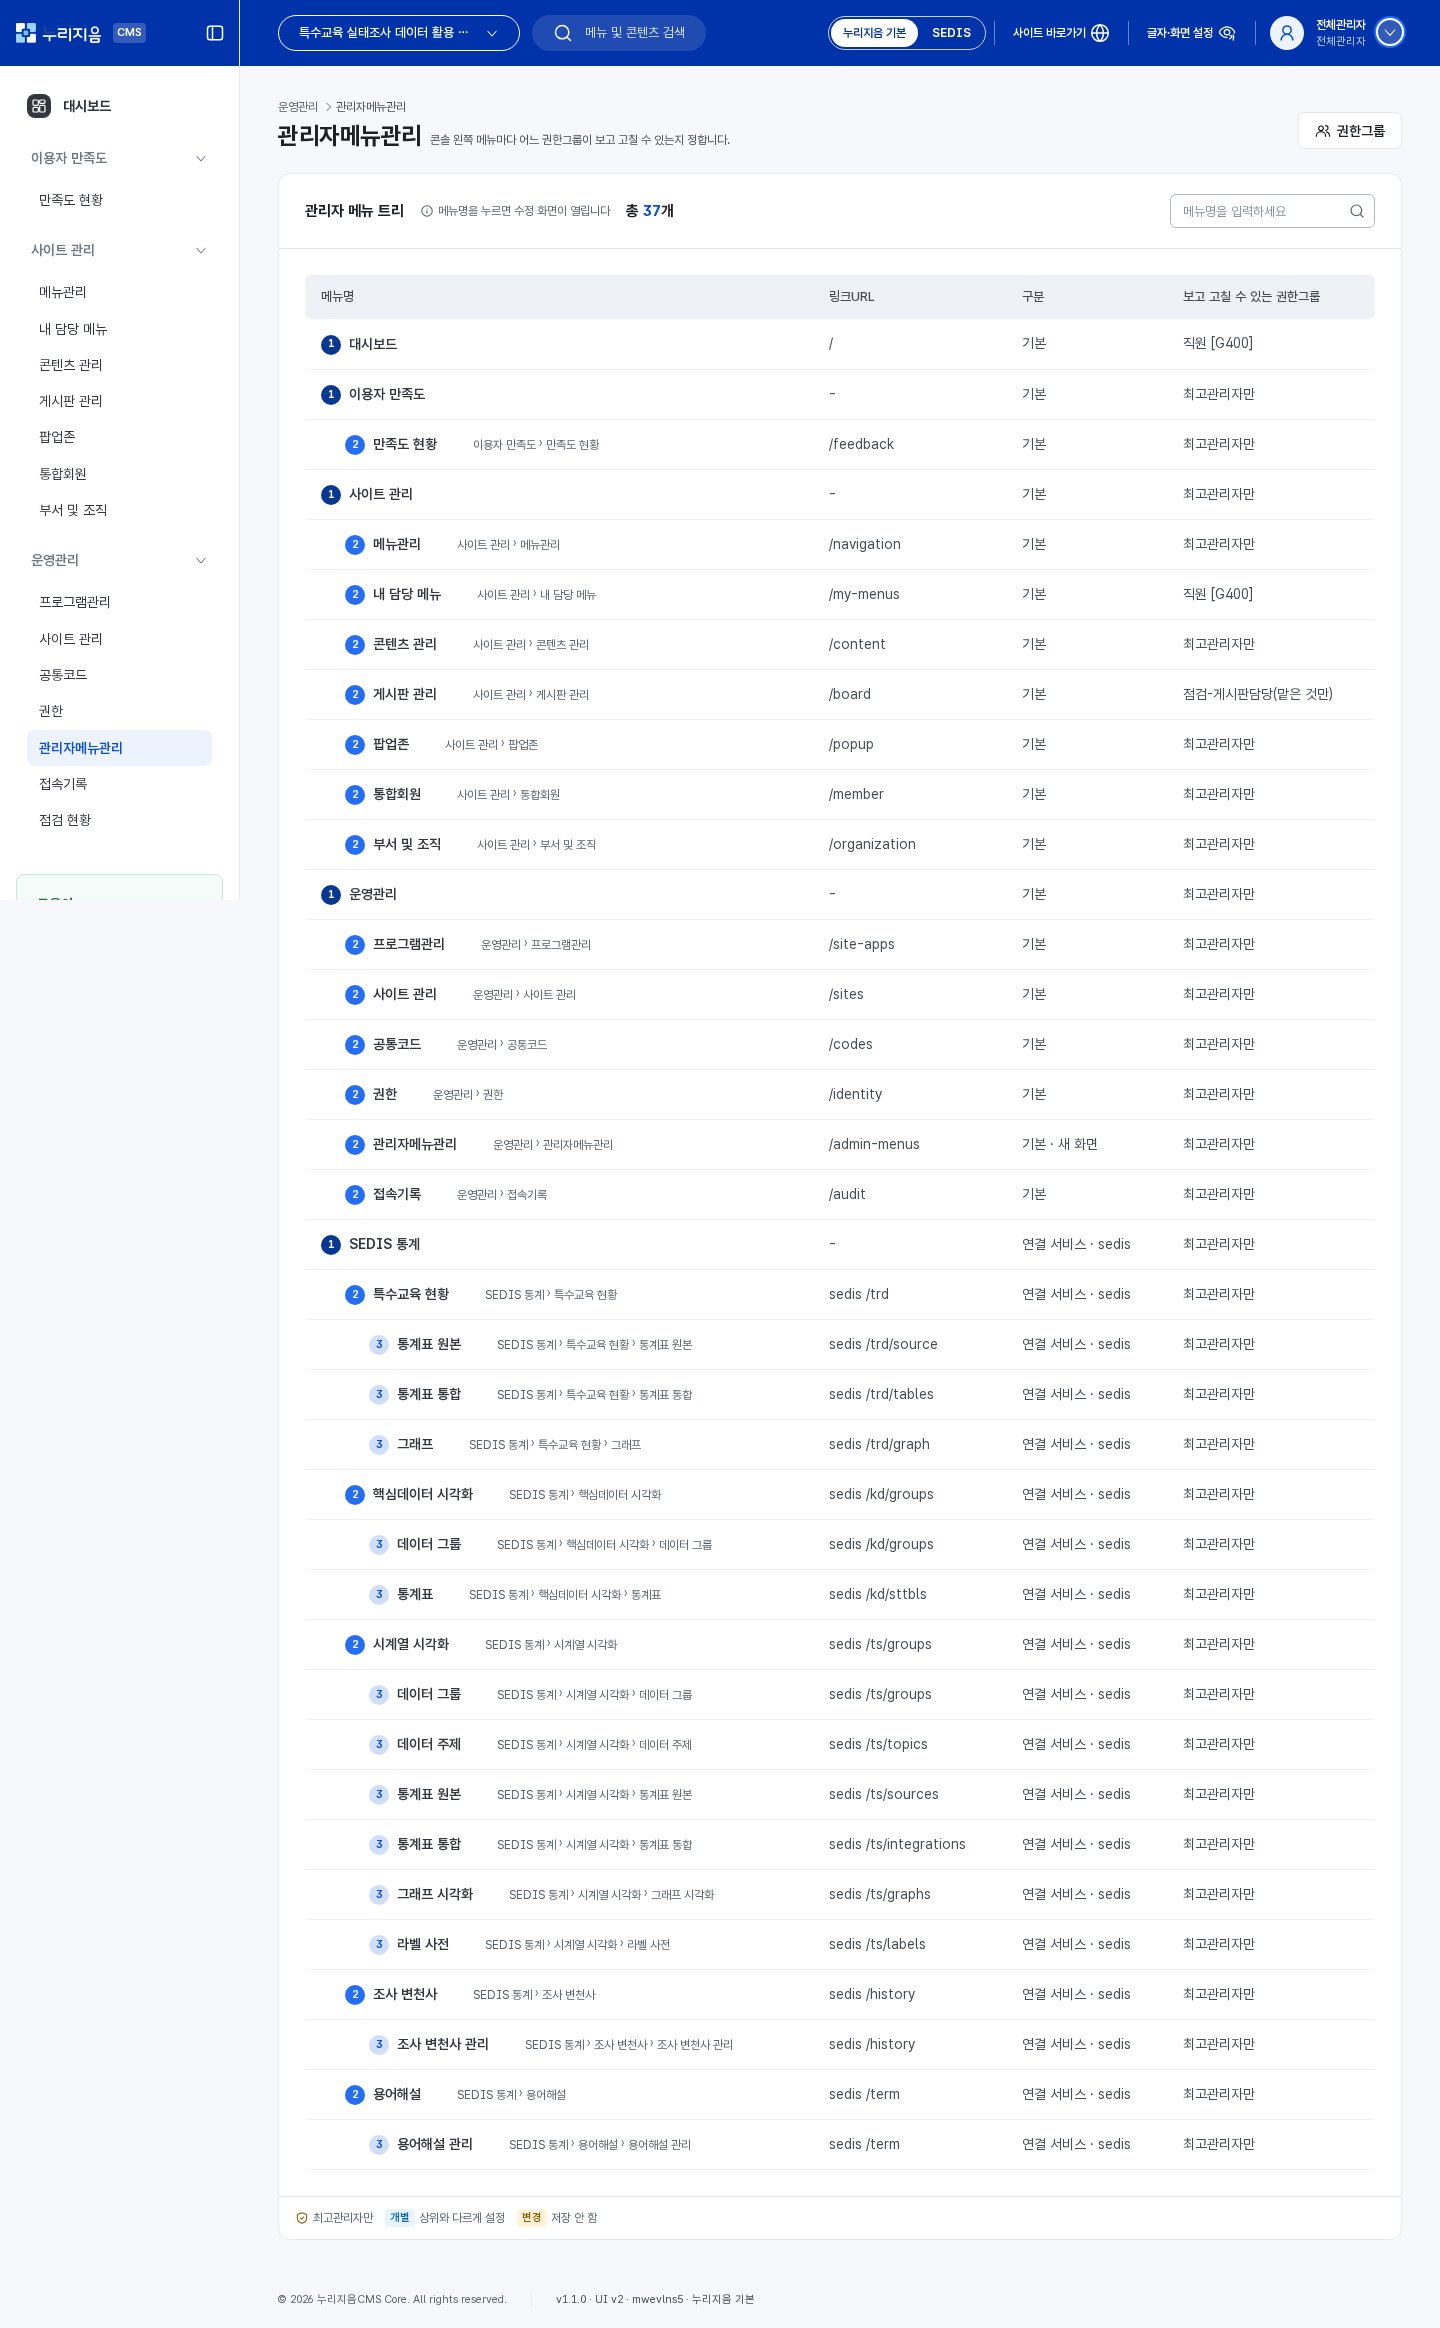 누리지음 CMS
특수교육 실태조사 데이터 활용 ···
메뉴 및 콘텐츠 검색
누리지음 기본 SEDIS
사이트 바로가기
글자·화면 설정
전체관리자
전체관리자
대시보드
이용자 만족도
만족도 현황
사이트 관리
메뉴관리
내 담당 메뉴
콘텐츠 관리
게시판 관리
팝업존
통합회원
부서 및 조직
운영관리
프로그램관리
사이트 관리
공통코드
권한
관리자메뉴관리
접속기록
점검 현황
운영관리 > 관리자메뉴관리
관리자메뉴관리 콘솔 왼쪽 메뉴마다 어느 권한그룹이 보고 고칠 수 있는지 정합니다.
권한그룹
관리자 메뉴 트리 메뉴명을 누르면 수정 화면이 열립니다 총 37개
메뉴명을 입력하세요
메뉴명 링크URL 구분 보고 고칠 수 있는 권한그룹
1 대시보드 / 기본 직원 [G400]
1 이용자 만족도 - 기본 최고관리자만
2 만족도 현황 이용자 만족도 › 만족도 현황 /feedback 기본 최고관리자만
1 사이트 관리 - 기본 최고관리자만
2 메뉴관리 사이트 관리 › 메뉴관리 /navigation 기본 최고관리자만
2 내 담당 메뉴 사이트 관리 › 내 담당 메뉴 /my-menus 기본 직원 [G400]
2 콘텐츠 관리 사이트 관리 › 콘텐츠 관리 /content 기본 최고관리자만
2 게시판 관리 사이트 관리 › 게시판 관리 /board 기본 점검-게시판담당(맡은 것만)
2 팝업존 사이트 관리 › 팝업존 /popup 기본 최고관리자만
2 통합회원 사이트 관리 › 통합회원 /member 기본 최고관리자만
2 부서 및 조직 사이트 관리 › 부서 및 조직 /organization 기본 최고관리자만
1 운영관리 - 기본 최고관리자만
2 프로그램관리 운영관리 › 프로그램관리 /site-apps 기본 최고관리자만
2 사이트 관리 운영관리 › 사이트 관리 /sites 기본 최고관리자만
2 공통코드 운영관리 › 공통코드 /codes 기본 최고관리자만
2 권한 운영관리 › 권한 /identity 기본 최고관리자만
2 관리자메뉴관리 운영관리 › 관리자메뉴관리 /admin-menus 기본 · 새 화면 최고관리자만
2 접속기록 운영관리 › 접속기록 /audit 기본 최고관리자만
1 SEDIS 통계 - 연결 서비스 · sedis 최고관리자만
2 특수교육 현황 SEDIS 통계 › 특수교육 현황 sedis /trd 연결 서비스 · sedis 최고관리자만
3 통계표 원본 SEDIS 통계 › 특수교육 현황 › 통계표 원본 sedis /trd/source 연결 서비스 · sedis 최고관리자만
3 통계표 통합 SEDIS 통계 › 특수교육 현황 › 통계표 통합 sedis /trd/tables 연결 서비스 · sedis 최고관리자만
3 그래프 SEDIS 통계 › 특수교육 현황 › 그래프 sedis /trd/graph 연결 서비스 · sedis 최고관리자만
2 핵심데이터 시각화 SEDIS 통계 › 핵심데이터 시각화 sedis /kd/groups 연결 서비스 · sedis 최고관리자만
3 데이터 그룹 SEDIS 통계 › 핵심데이터 시각화 › 데이터 그룹 sedis /kd/groups 연결 서비스 · sedis 최고관리자만
3 통계표 SEDIS 통계 › 핵심데이터 시각화 › 통계표 sedis /kd/sttbls 연결 서비스 · sedis 최고관리자만
2 시계열 시각화 SEDIS 통계 › 시계열 시각화 sedis /ts/groups 연결 서비스 · sedis 최고관리자만
3 데이터 그룹 SEDIS 통계 › 시계열 시각화 › 데이터 그룹 sedis /ts/groups 연결 서비스 · sedis 최고관리자만
3 데이터 주제 SEDIS 통계 › 시계열 시각화 › 데이터 주제 sedis /ts/topics 연결 서비스 · sedis 최고관리자만
3 통계표 원본 SEDIS 통계 › 시계열 시각화 › 통계표 원본 sedis /ts/sources 연결 서비스 · sedis 최고관리자만
3 통계표 통합 SEDIS 통계 › 시계열 시각화 › 통계표 통합 sedis /ts/integrations 연결 서비스 · sedis 최고관리자만
3 그래프 시각화 SEDIS 통계 › 시계열 시각화 › 그래프 시각화 sedis /ts/graphs 연결 서비스 · sedis 최고관리자만
3 라벨 사전 SEDIS 통계 › 시계열 시각화 › 라벨 사전 sedis /ts/labels 연결 서비스 · sedis 최고관리자만
2 조사 변천사 SEDIS 통계 › 조사 변천사 sedis /history 연결 서비스 · sedis 최고관리자만
3 조사 변천사 관리 SEDIS 통계 › 조사 변천사 › 조사 변천사 관리 sedis /history 연결 서비스 · sedis 최고관리자만
2 용어해설 SEDIS 통계 › 용어해설 sedis /term 연결 서비스 · sedis 최고관리자만
3 용어해설 관리 SEDIS 통계 › 용어해설 › 용어해설 관리 sedis /term 연결 서비스 · sedis 최고관리자만
최고관리자만 개별 상위와 다르게 설정 변경 저장 안 함
© 2026 누리지음CMS Core. All rights reserved. v1.1.0 · UI v2 · mwevlns5 · 누리지음 기본